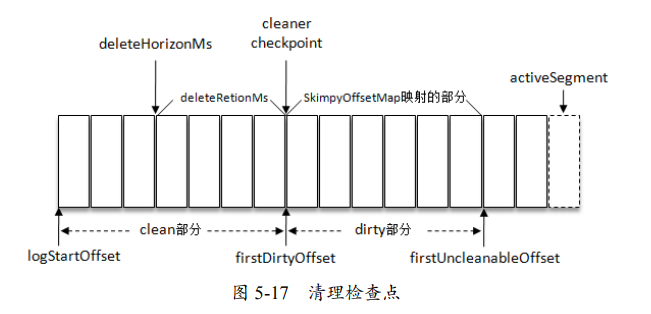 cleaner
checkpoint
deleteHorizonMs
activeSegment
deleteRetionMs
SkimpyOffsetMap映射的部分
clean部分
dirty部分
logStartOffset
firstDirtyOffset
firstUncleanableOffset
图 5-17 清理检查点